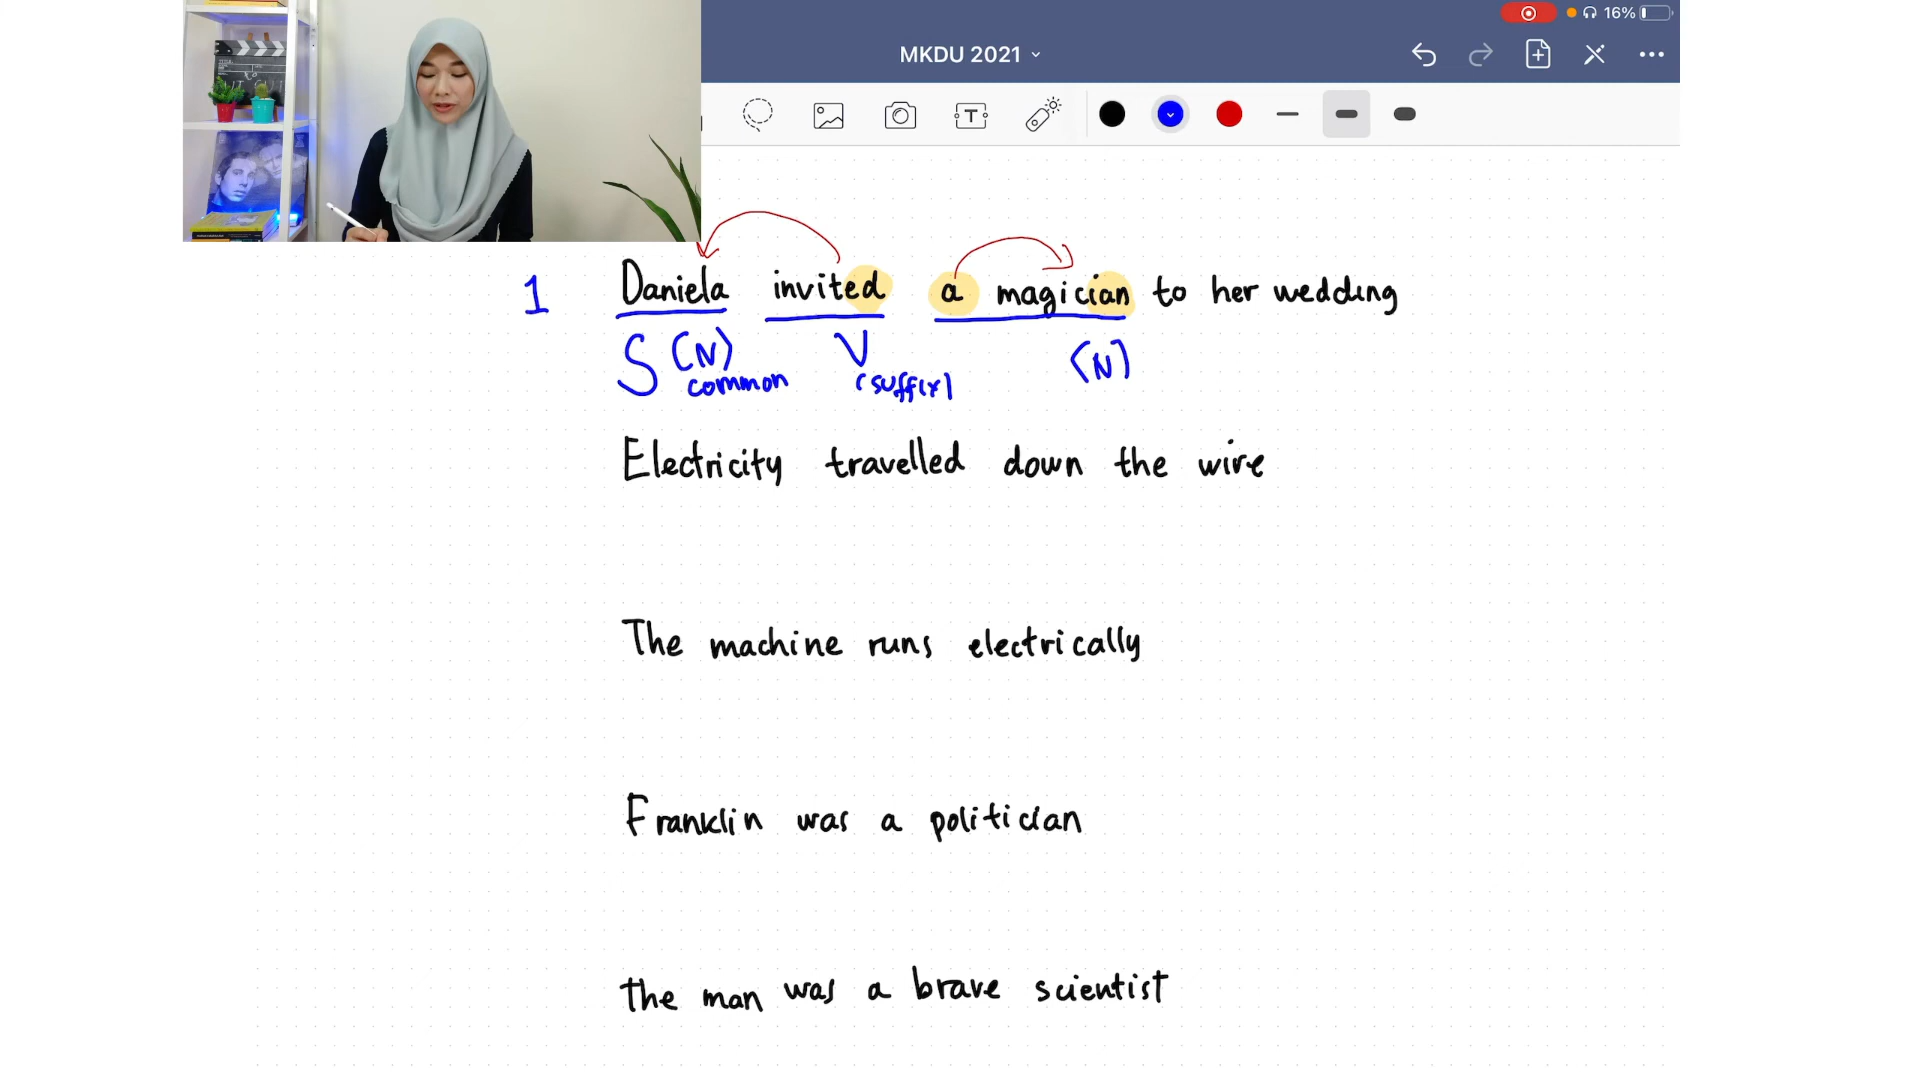 16%
MKDU 2021
T
1 Daniela invited a magician to her wedding
S (N) V (N)
common (suffix)
Electricity travelled down the wire
The machine runs electrically
Franklin was a politician
the man was a brave scientist